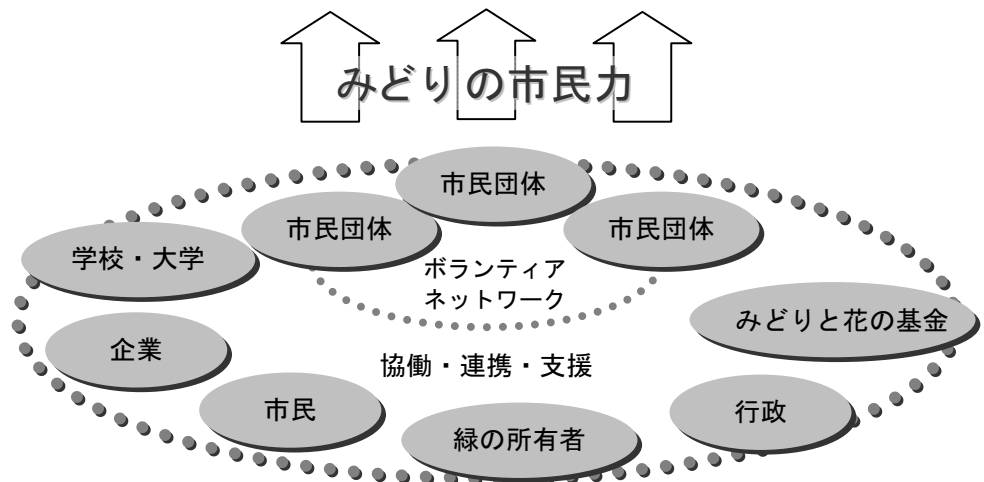 みどりの市民力
市民団体
市民団体
市民団体
学校・大学
ボランティア
ネットワーク
みどりと花の基金
企業
協働・連携・支援
市民
行政
緑の所有者